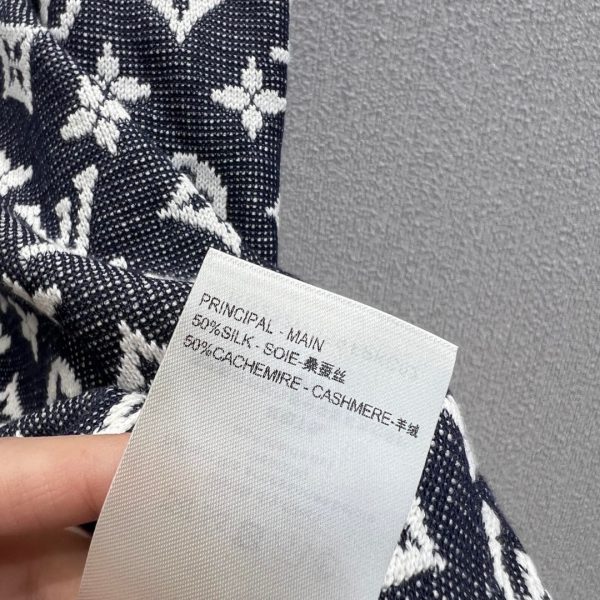 PRINCIPAL - MAIN
50%SILK - SOIE-桑蚕丝
50%CACHEMIRE - CASHMERE-羊绒